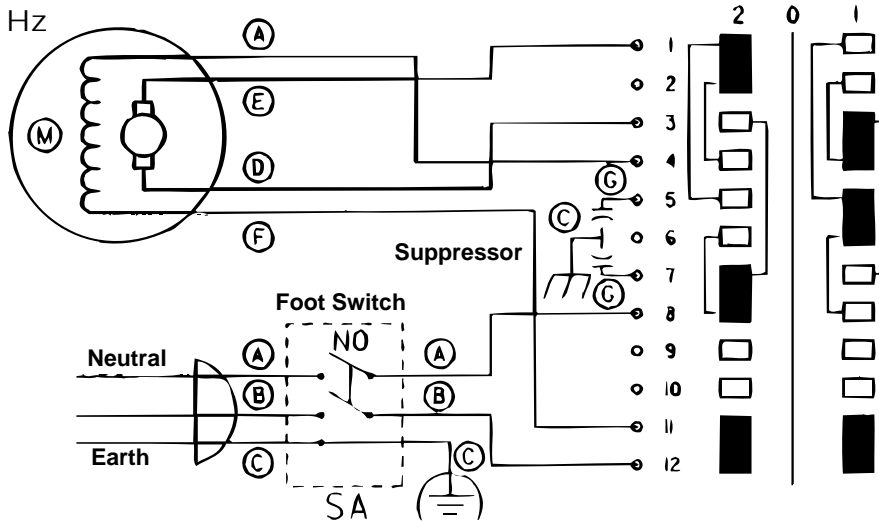 Hz
2 0 1
A
1
E
2
M
3
D
4
G
C
5
F
6
Suppressor
7
G
Foot Switch
8
NO
Neutral
A
A
9
B
B
10
11
Earth
C
C
12
SA